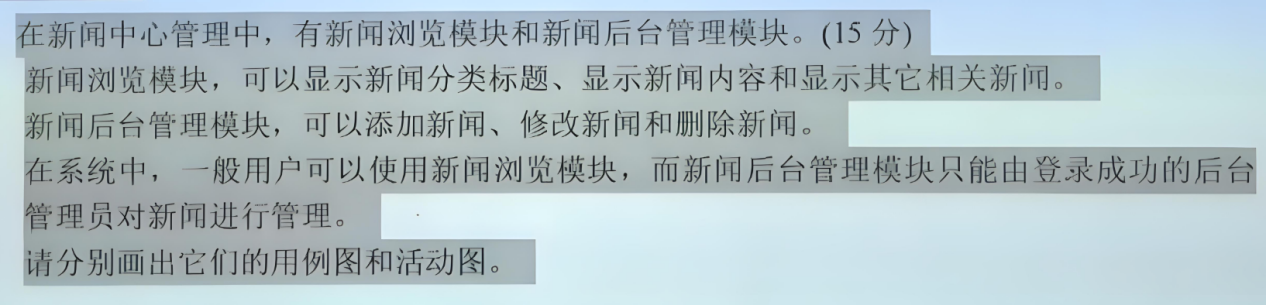 在新闻中心管理中，有新闻浏览模块和新闻后台管理模块。(15 分)
新闻浏览模块，可以显示新闻分类标题、显示新闻内容和显示其它相关新闻。
新闻后台管理模块，可以添加新闻、修改新闻和删除新闻。
在系统中，一般用户可以使用新闻浏览模块，而新闻后台管理模块只能由登录成功的后台
管理员对新闻进行管理。
请分别画出它们的用例图和活动图。